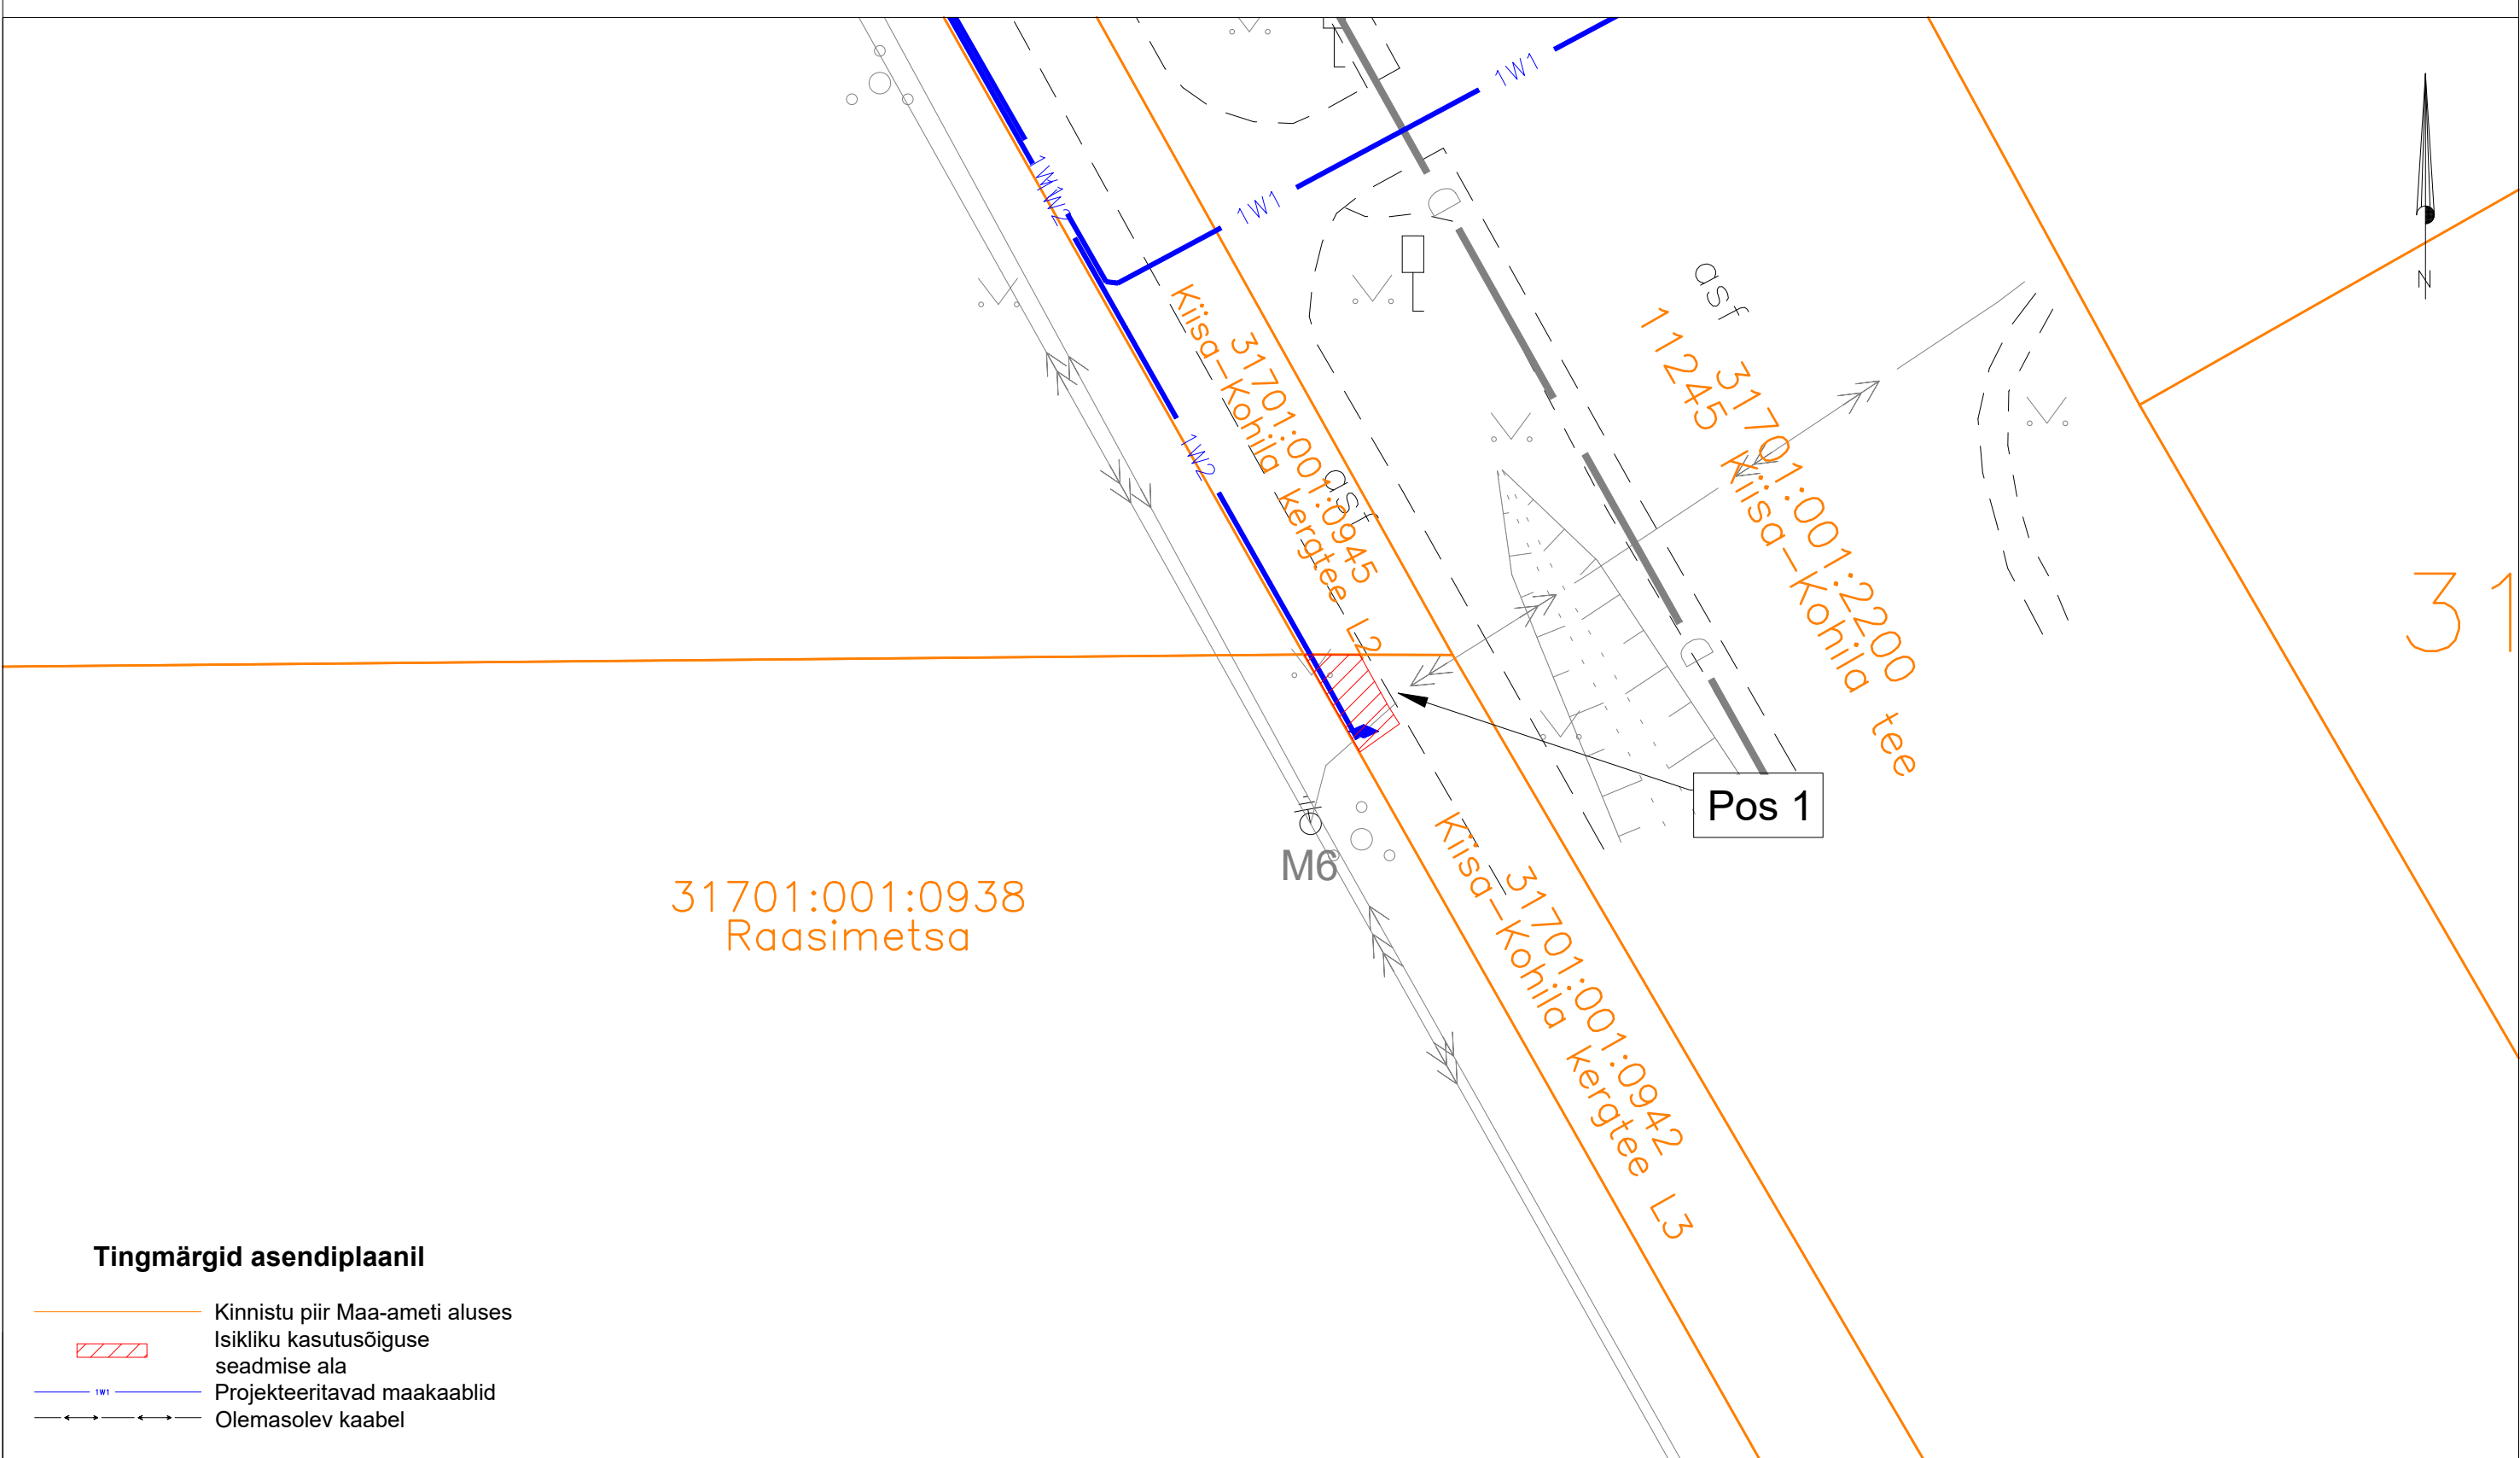 1W1
1W1
1W1
1W2
1W2
D
N
asf
31701:001:0945
Kiisa-Kohila kergtee L2
asf
31701:001:2200
11245 Kiisa-Kohila tee
31
D
Pos 1
M6
31701:001:0938
Raasimetsa
31701:001:0942
Kiisa-Kohila kergtee L3
Tingmärgid asendiplaanil
Kinnistu piir Maa-ameti aluses
Isikliku kasutusõiguse
seadmise ala
1W1
Projekteeritavad maakaablid
Olemasolev kaabel